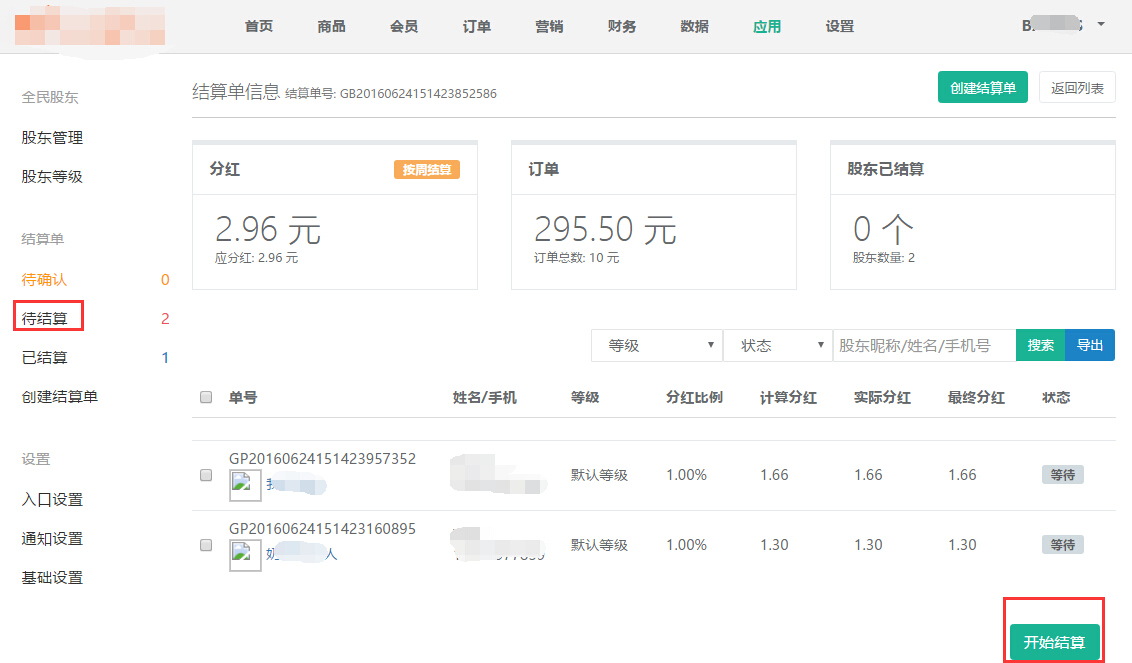 首页 商品 会员 订单 营销 财务 数据 应用 设置
全民股东
股东管理
股东等级
结算单
待确认 0
待结算 2
已结算 1
创建结算单
设置
入口设置
通知设置
基础设置
结算单信息 结算单号: GB20160624151423852586
创建结算单 返回列表
分红 按周结算
2.96 元
应分红: 2.96 元
订单
295.50 元
订单总数: 10 元
股东已结算
0 个
股东数量: 2
等级 状态 股东昵称/姓名/手机号 搜索 导出
单号 姓名/手机 等级 分红比例 计算分红 实际分红 最终分红 状态
GP20160624151423957352
默认等级 1.00% 1.66 1.66 1.66 等待
GP20160624151423160895
人
默认等级 1.00% 1.30 1.30 1.30 等待
开始结算